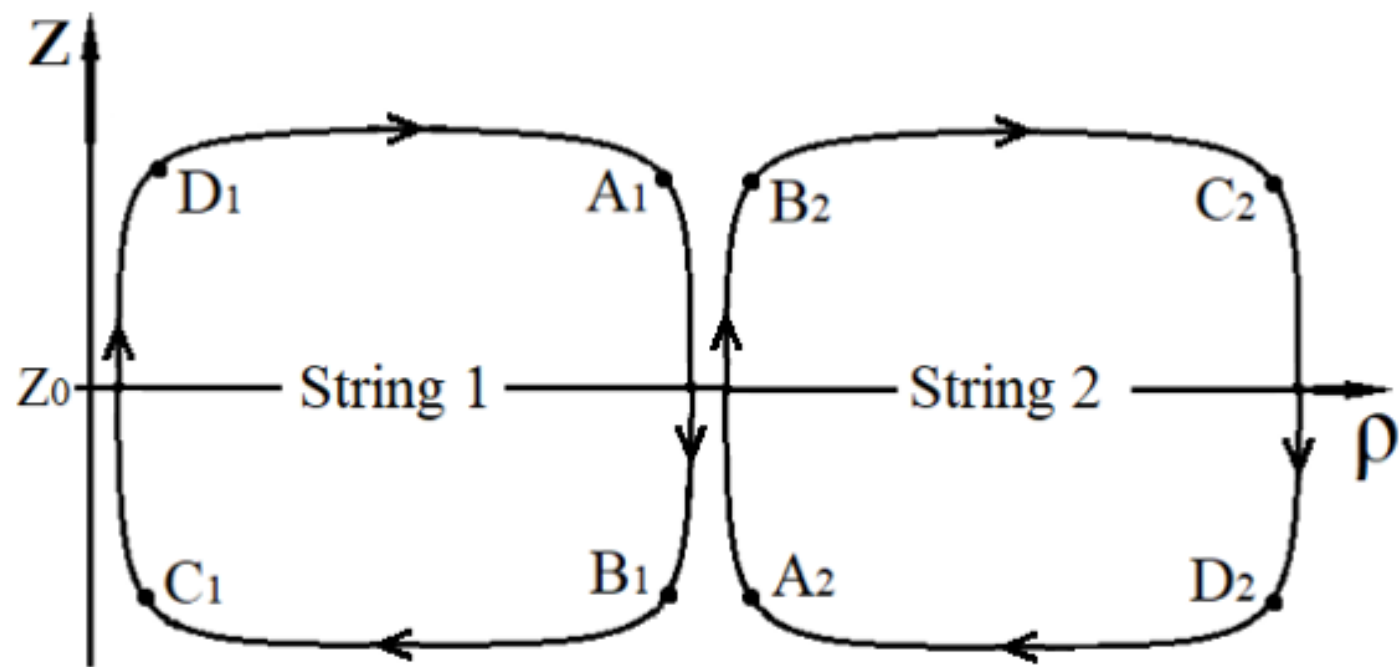 Z
D1 A1 B2 C2
Z0 String 1 String 2
ρ
C1 B1 A2 D2